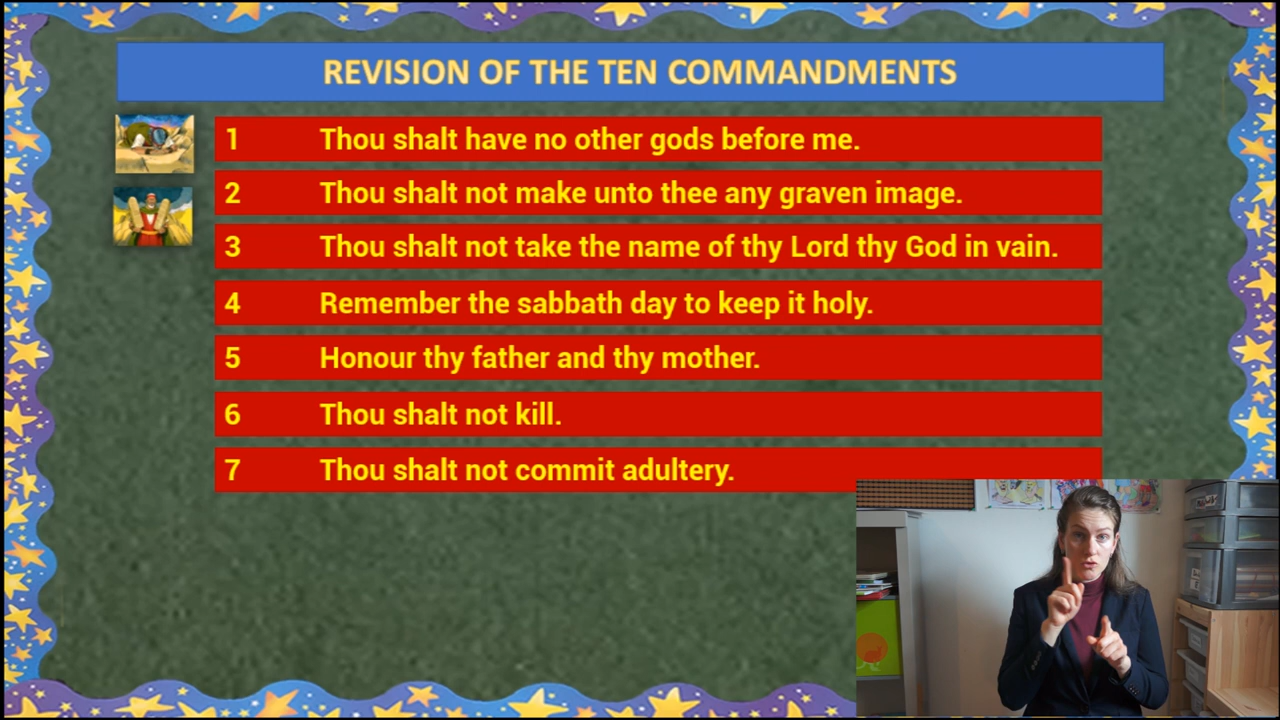 REVISION OF THE TEN COMMANDMENTS
1 Thou shalt have no other gods before me.
2 Thou shalt not make unto thee any graven image.
3 Thou shalt not take the name of thy Lord thy God in vain.
4 Remember the sabbath day to keep it holy.
5 Honour thy father and thy mother.
6 Thou shalt not kill.
7 Thou shalt not commit adultery.